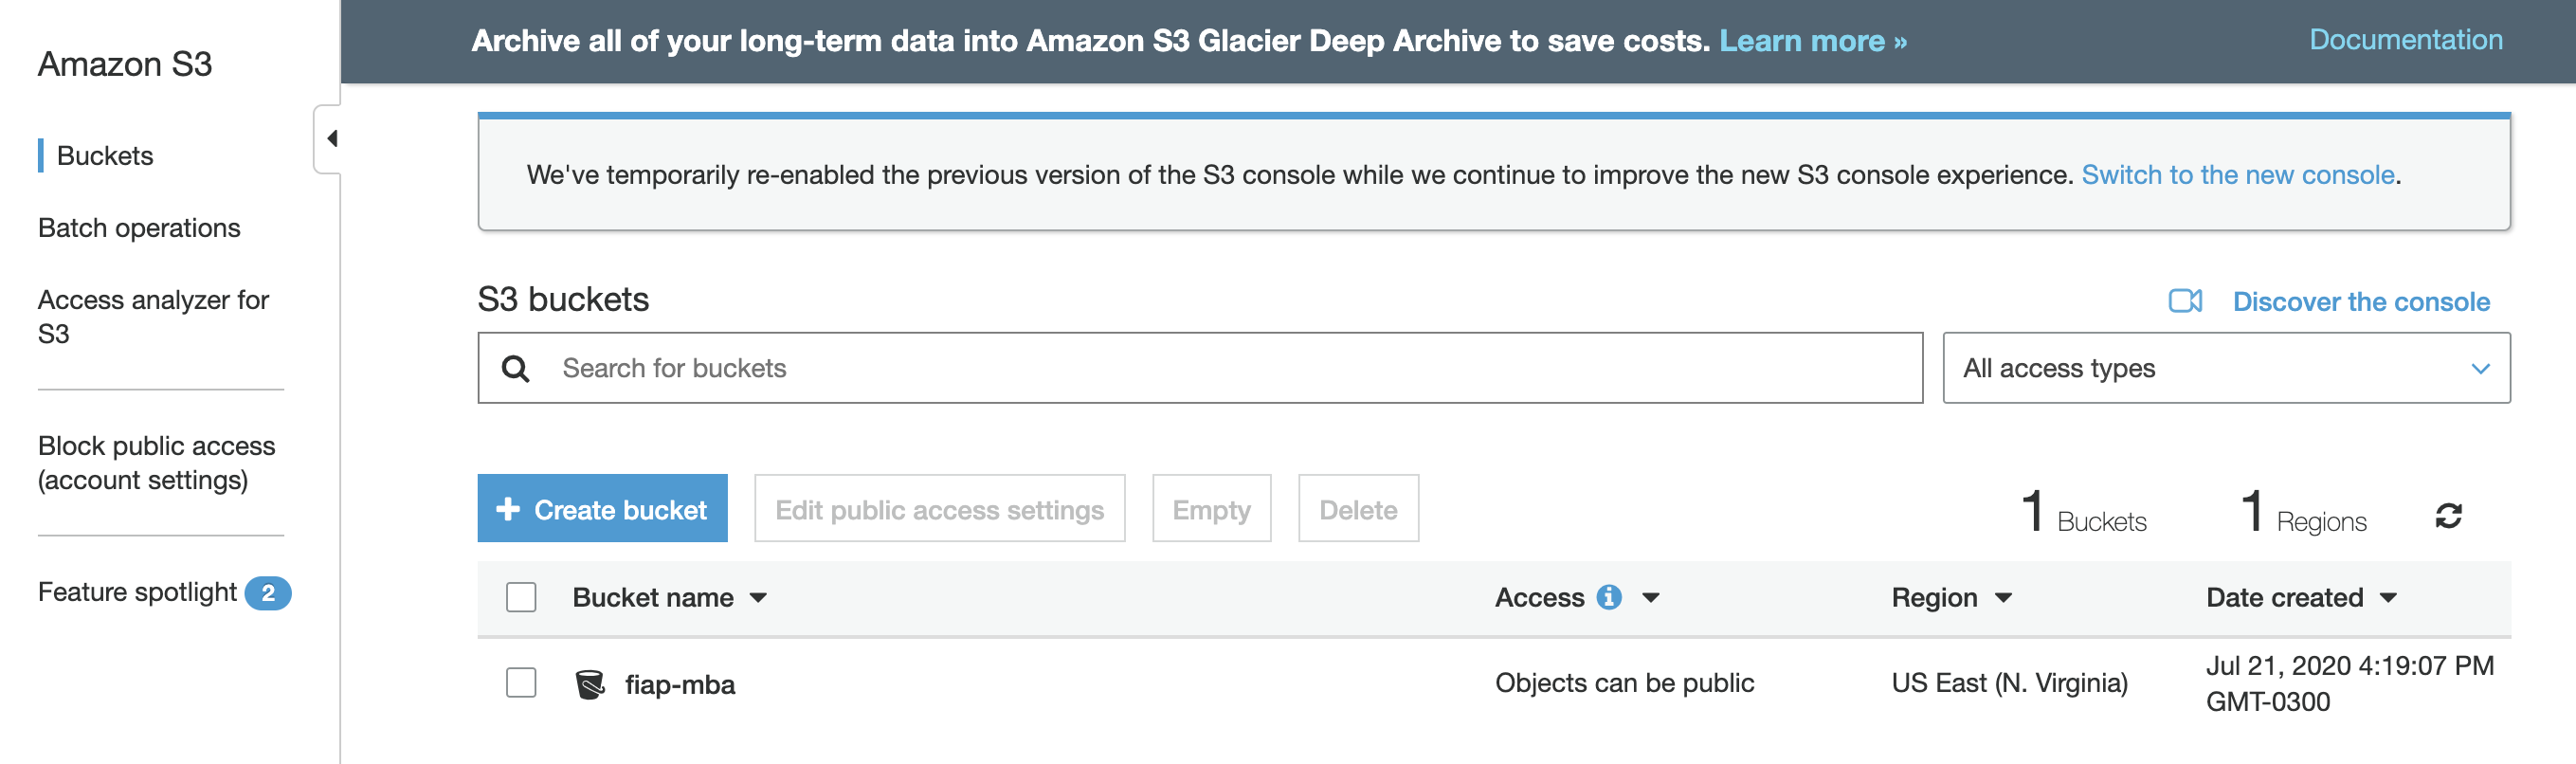 Amazon S3
Buckets
Batch operations
Access analyzer for
S3
Block public access
(account settings)
Feature spotlight 2
Archive all of your long-term data into Amazon S3 Glacier Deep Archive to save costs. Learn more »
Documentation
We've temporarily re-enabled the previous version of the S3 console while we continue to improve the new S3 console experience. Switch to the new console.
S3 buckets
Discover the console
Search for buckets
All access types
+ Create bucket
Edit public access settings
Empty
Delete
1 Buckets
1 Regions
Bucket name
Access
Region
Date created
fiap-mba
Objects can be public
US East (N. Virginia)
Jul 21, 2020 4:19:07 PM
GMT-0300